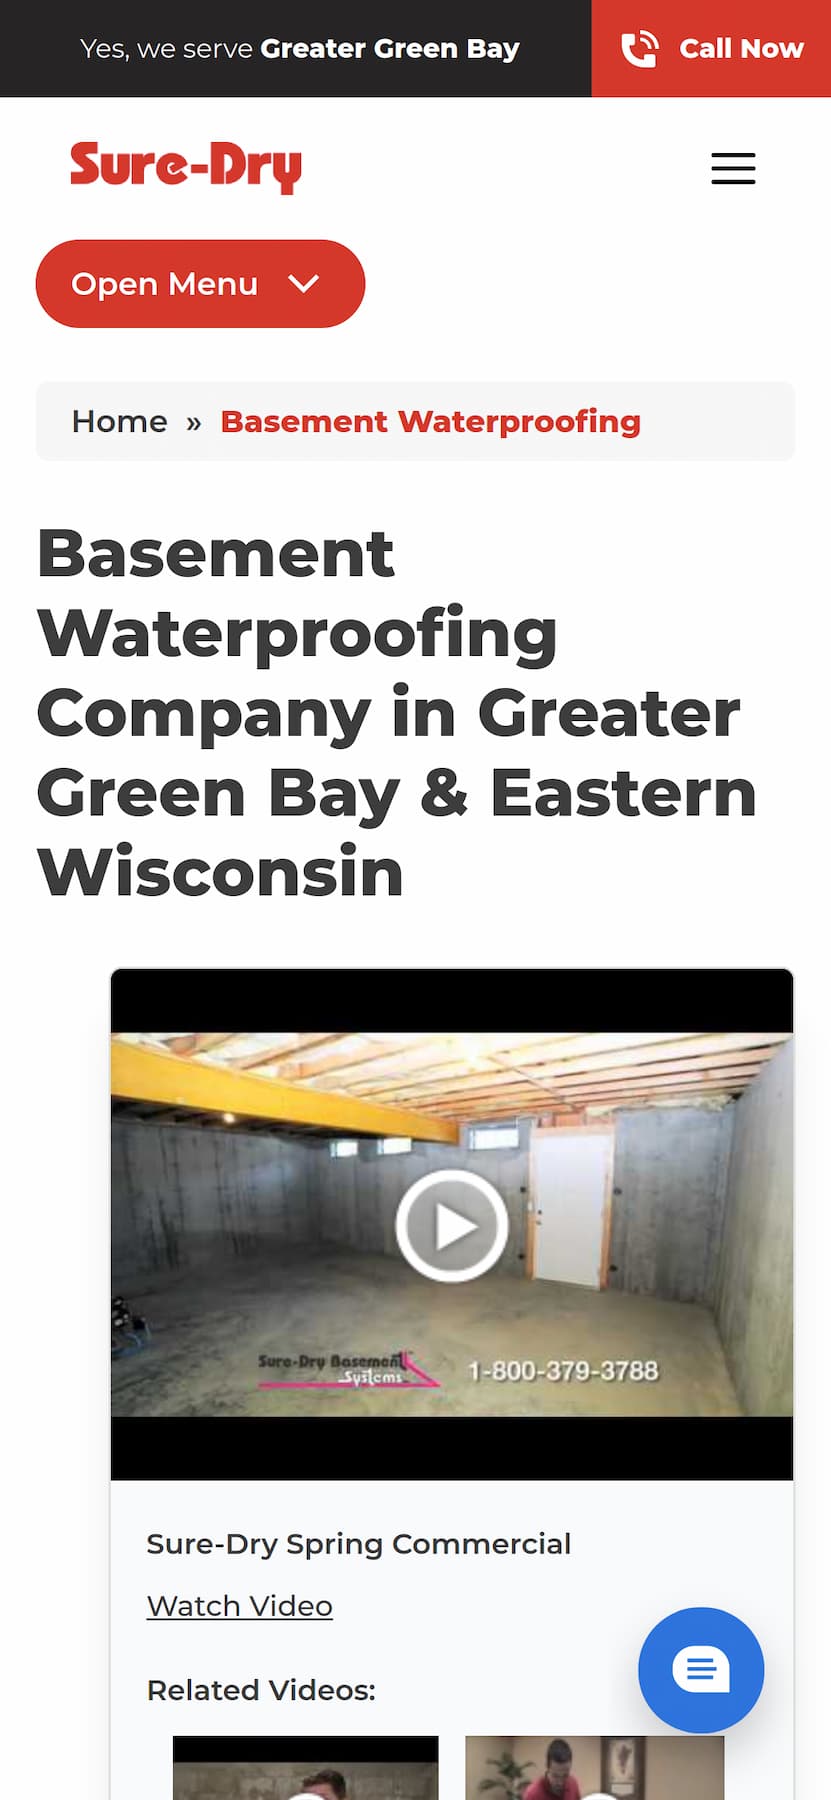 Yes, we serve Greater Green Bay
Call Now
Sure-Dry
Open Menu
Home » Basement Waterproofing
Basement
Waterproofing
Company in Greater
Green Bay & Eastern
Wisconsin
Sure-Dry Basement
Systems
1-800-379-3788
Sure-Dry Spring Commercial
Watch Video
Related Videos: